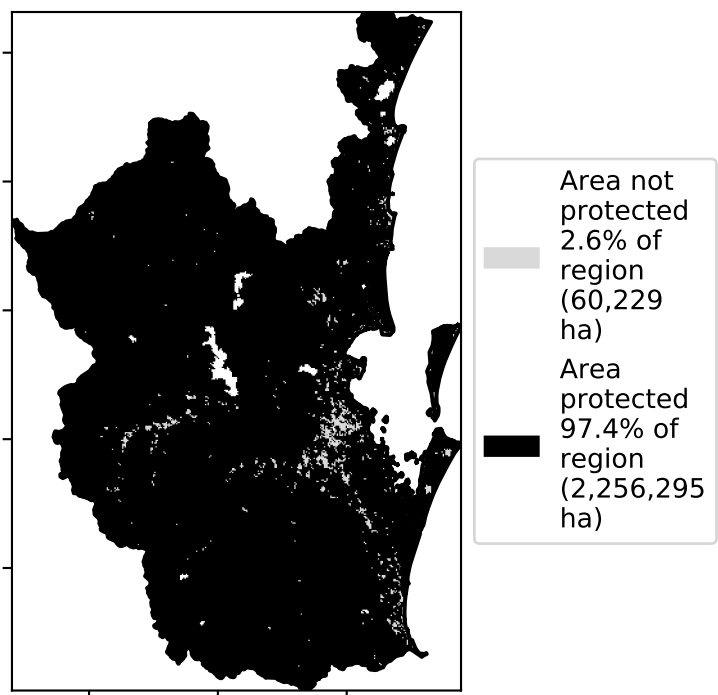 Area not
protected
2.6% of
region
(60,229
ha)
Area
protected
97.4% of
region
(2,256,295
ha)